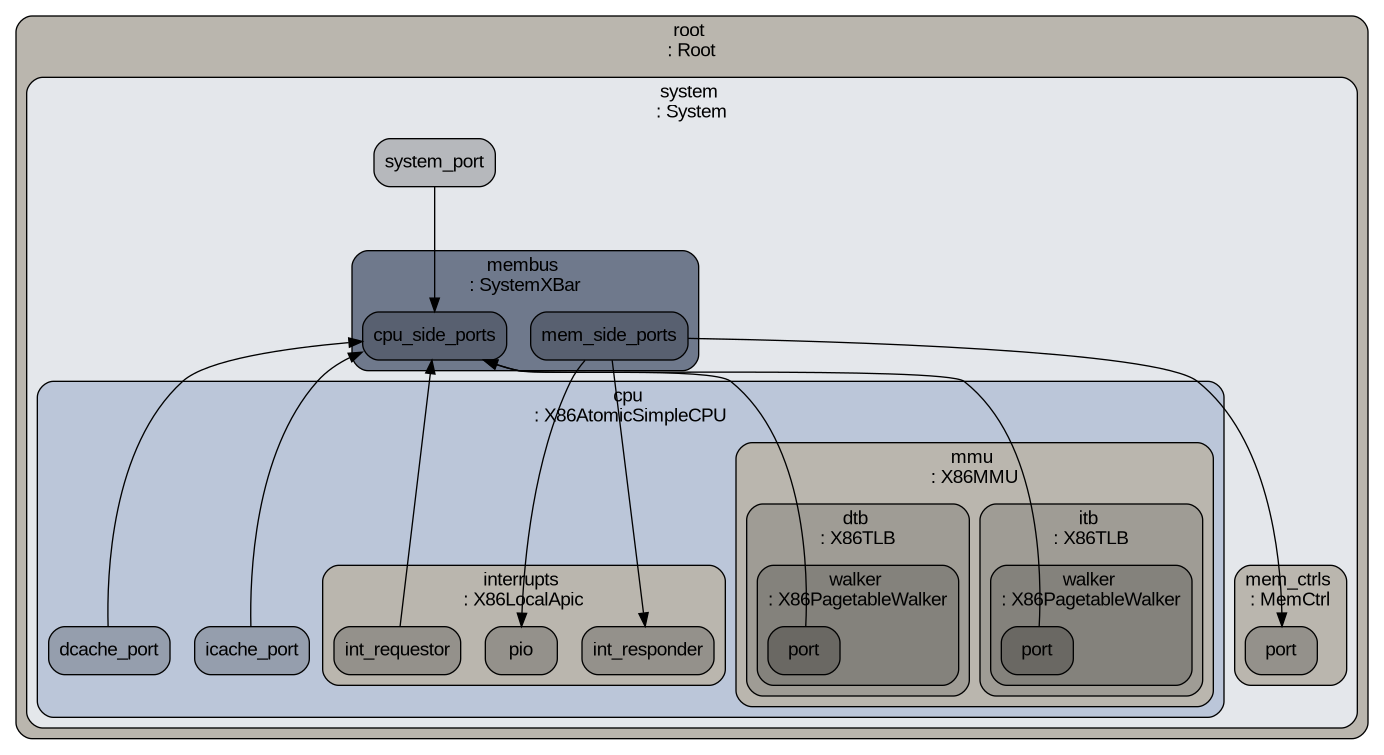 root
: Root
system
: System
system_port
membus
: SystemXBar
cpu_side_ports
mem_side_ports
cpu
: X86AtomicSimpleCPU
mmu
: X86MMU
dtb
: X86TLB
itb
: X86TLB
interrupts
: X86LocalApic
walker
: X86PagetableWalker
walker
: X86PagetableWalker
mem_ctrls
: MemCtrl
dcache_port
icache_port
int_requestor
pio
int_responder
port
port
port